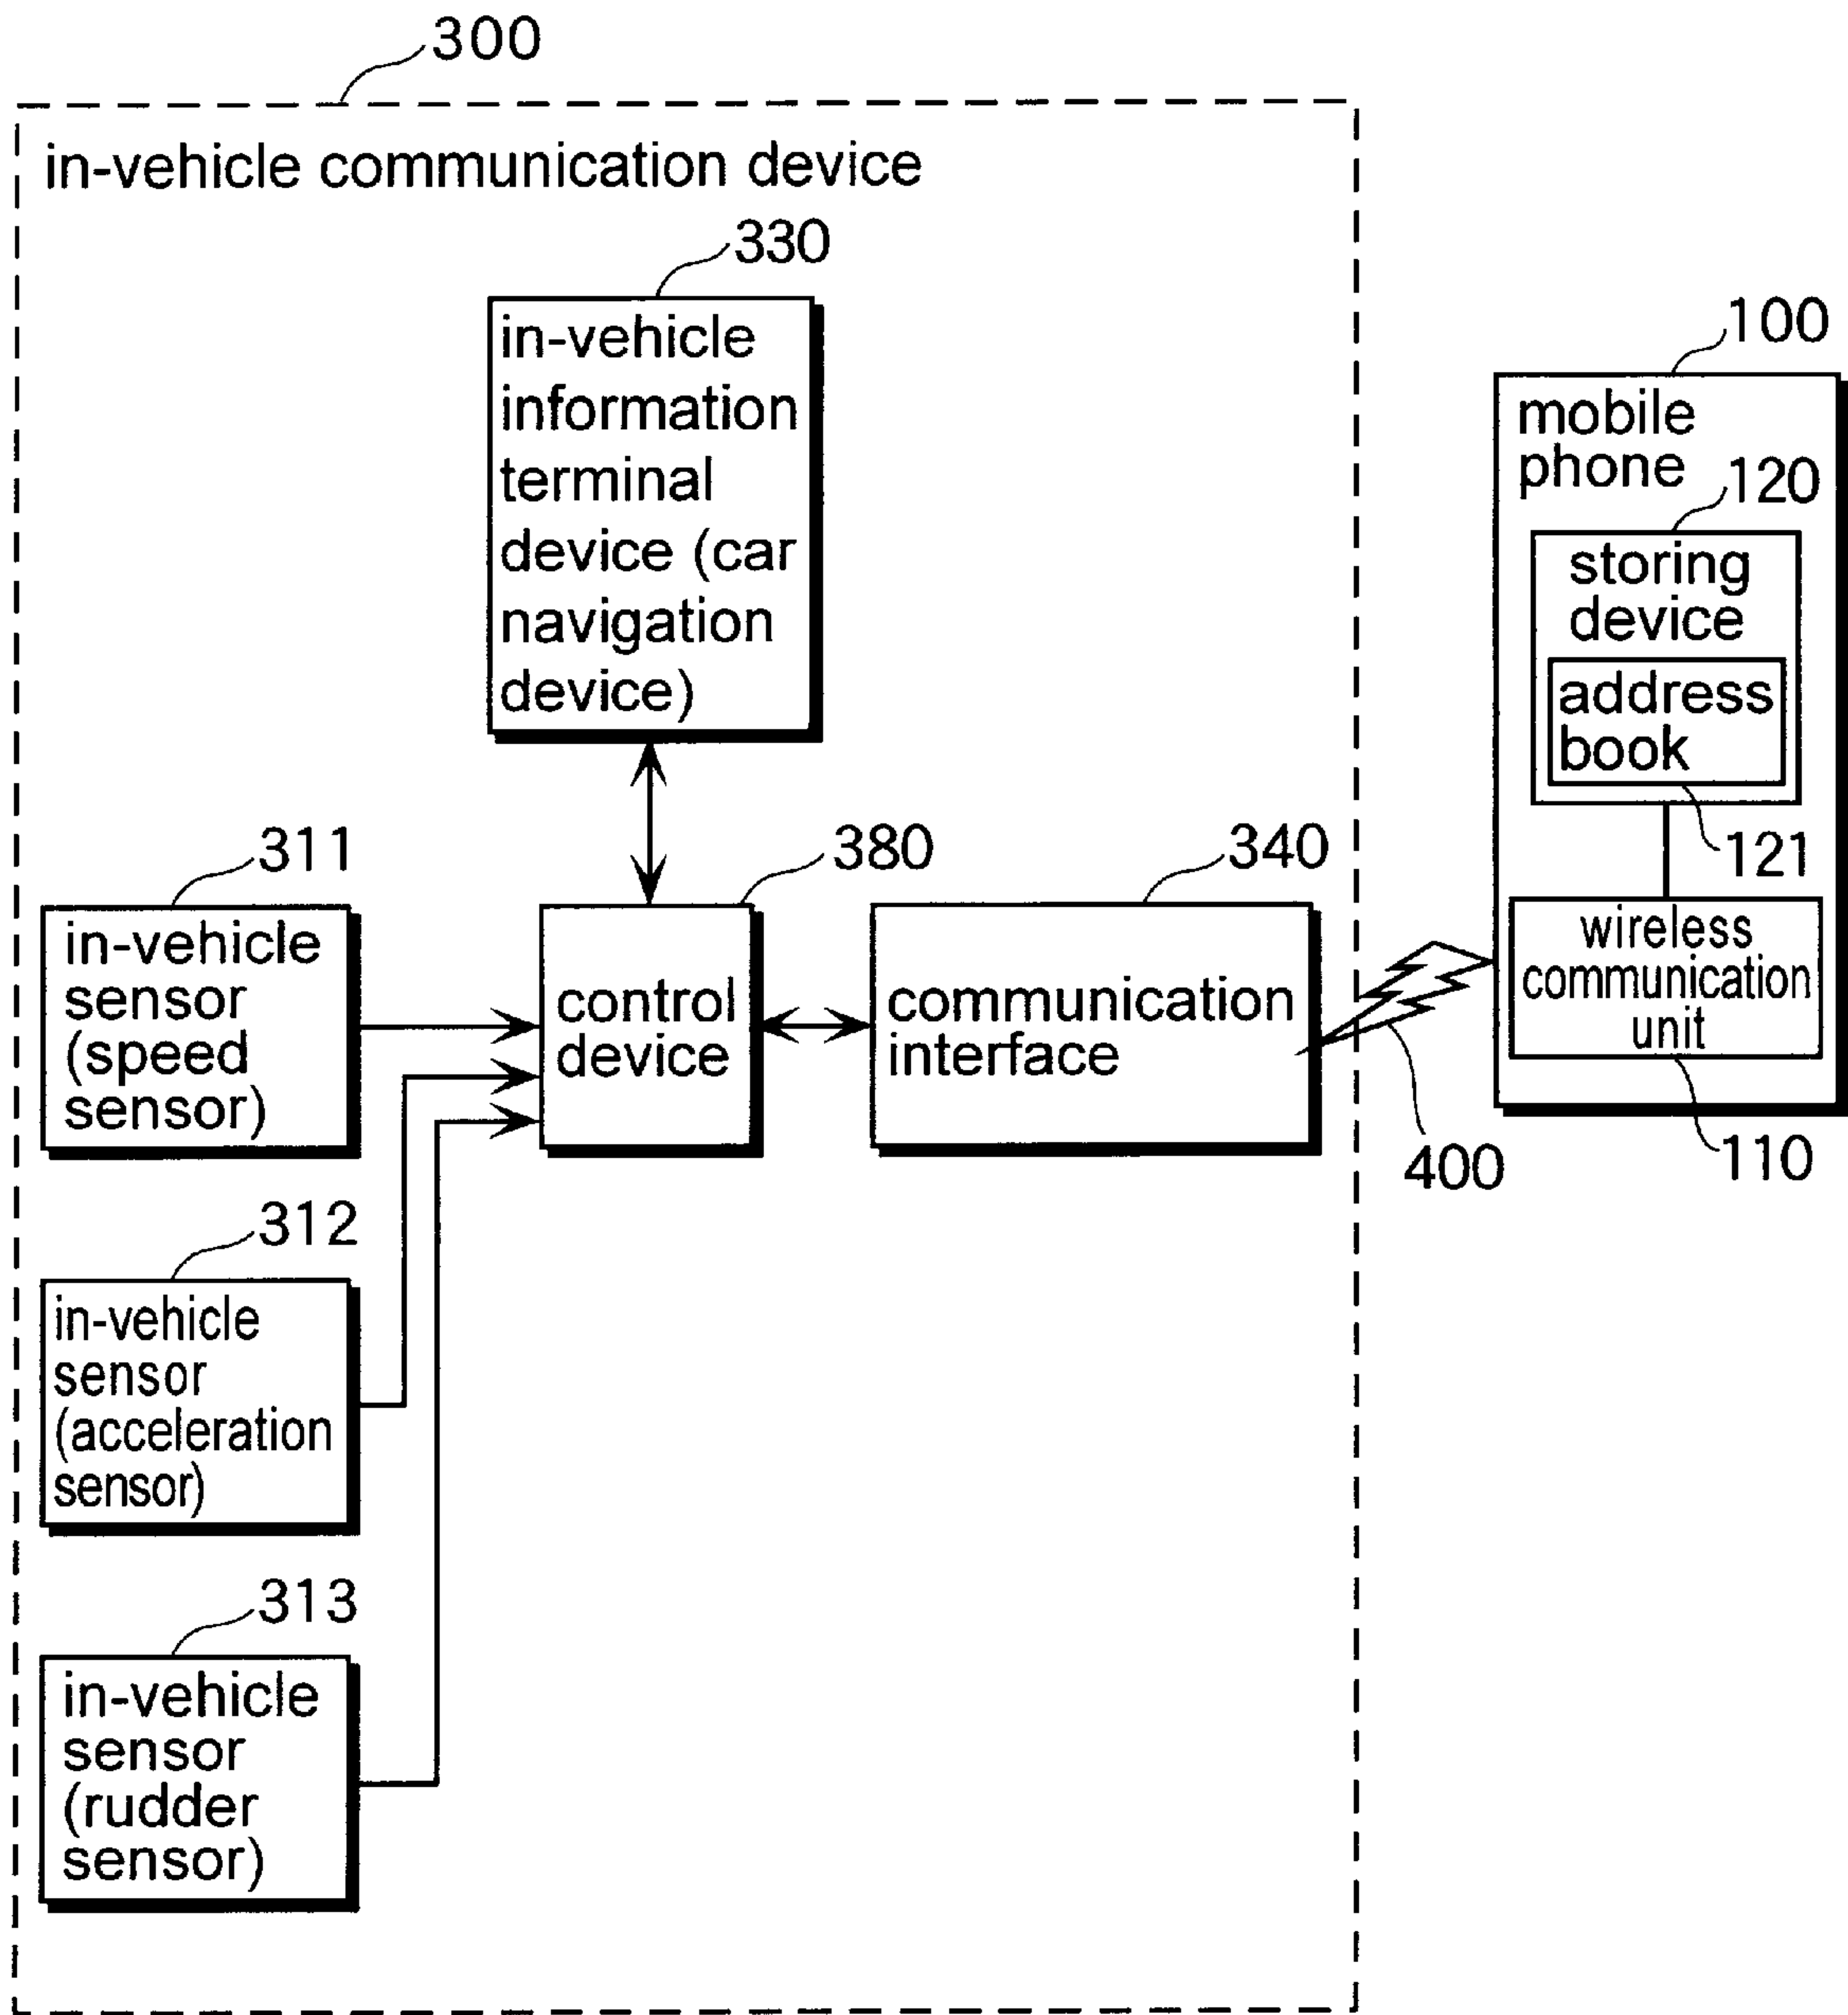 300
in-vehicle communication device
330
in-vehicle
information
terminal
device (car
navigation
device)
100
mobile
phone
120
storing
device
address
book
121
311
in-vehicle
sensor
(speed
sensor)
380
control
device
340
communication
interface
400
wireless
communication
unit
110
312
in-vehicle
sensor
(acceleration
sensor)
313
in-vehicle
sensor
(rudder
sensor)